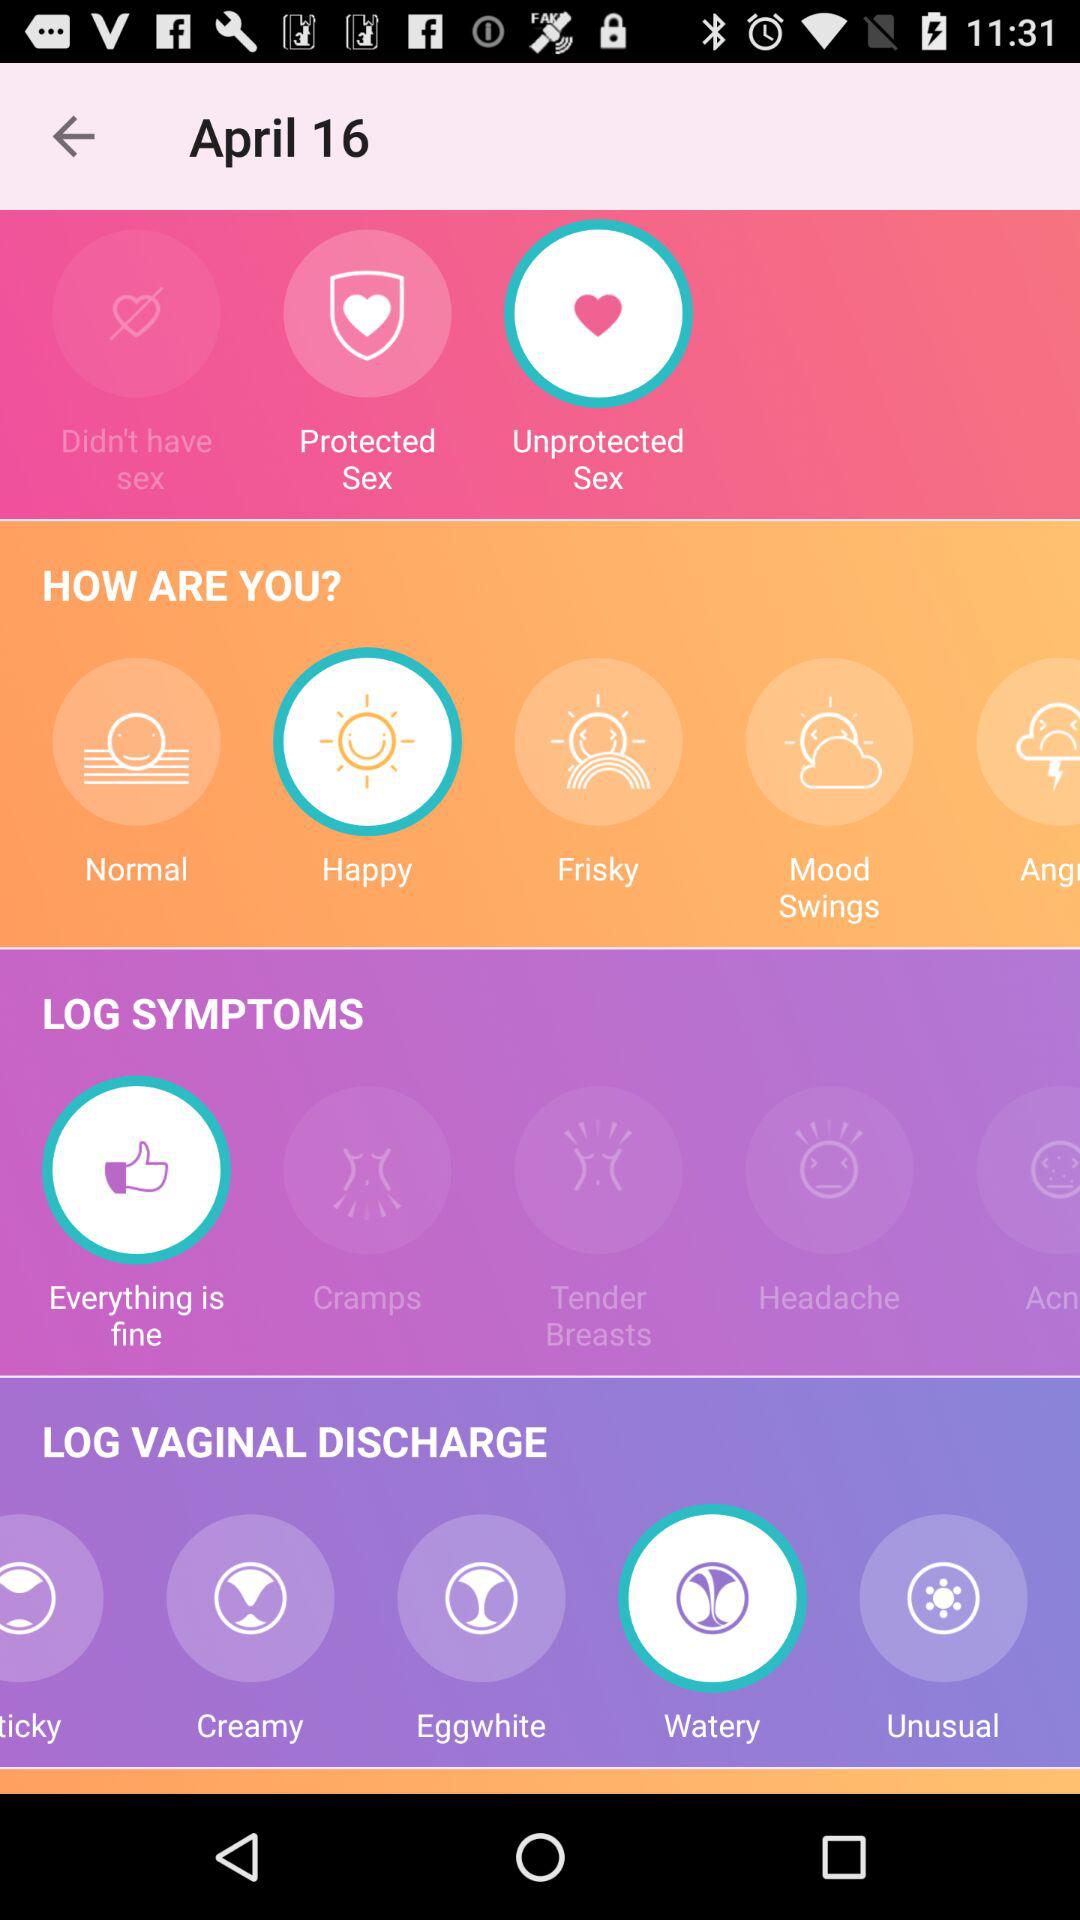 11:31
April 16
Didn't have sex
Protected Sex
Unprotected Sex
HOW ARE YOU?
Normal
Happy
Frisky
Mood Swings
Ang
LOG SYMPTOMS
Everything is fine
Cramps
Tender Breasts
Headache
Acn
LOG VAGINAL DISCHARGE
ticky
Creamy
Eggwhite
Watery
Unusual